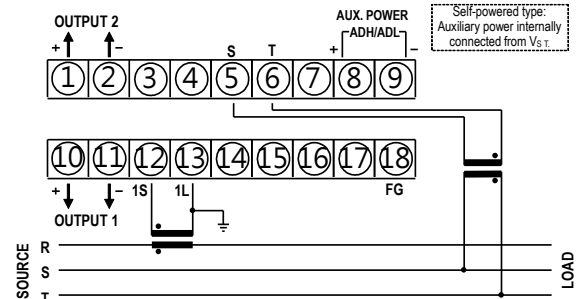 OUTPUT 2
+ –
AUX. POWER
ADH/ADL
+ –
Self-powered type:
Auxiliary power internally
connected from VS T.
S T
1 2 3 4 5 6 7 8 9
10 11 12 13 14 15 16 17 18
+ – 1S 1L FG
OUTPUT 1
SOURCE
R
S
T
LOAD